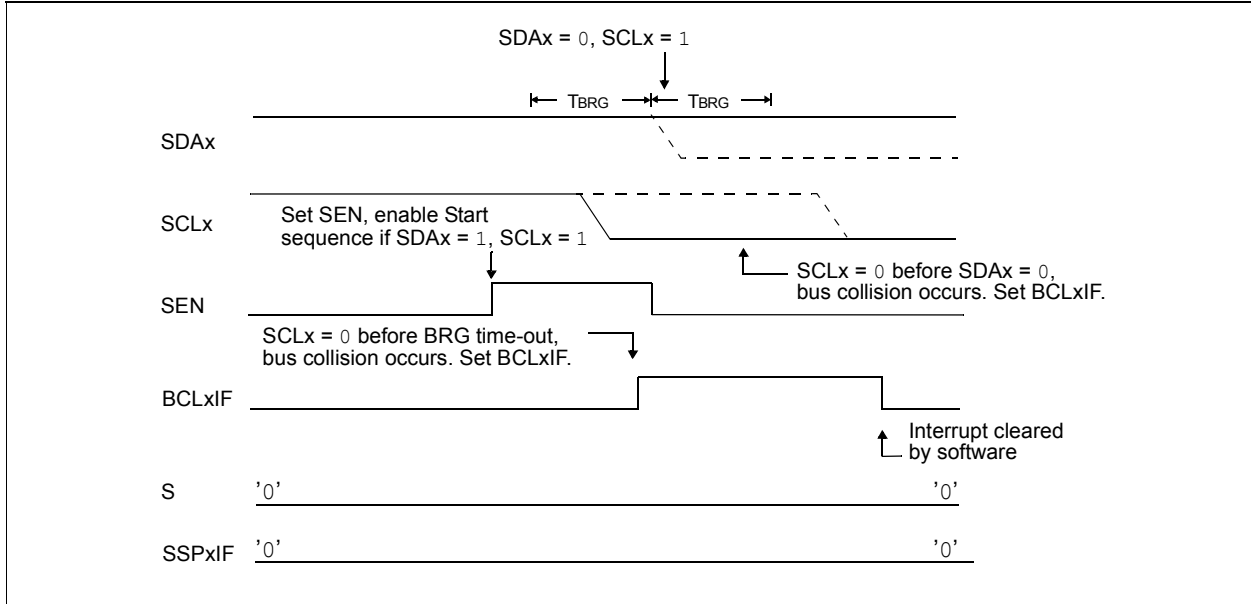 SDAx = 0, SCLx = 1
TBRG TBRG
SDAx
SCLx
Set SEN, enable Start
sequence if SDAx = 1, SCLx = 1
SCLx = 0 before SDAx = 0,
bus collision occurs. Set BCLxIF.
SEN
SCLx = 0 before BRG time-out,
bus collision occurs. Set BCLxIF.
BCLxIF
Interrupt cleared
by software
S '0' '0'
SSPxIF '0' '0'